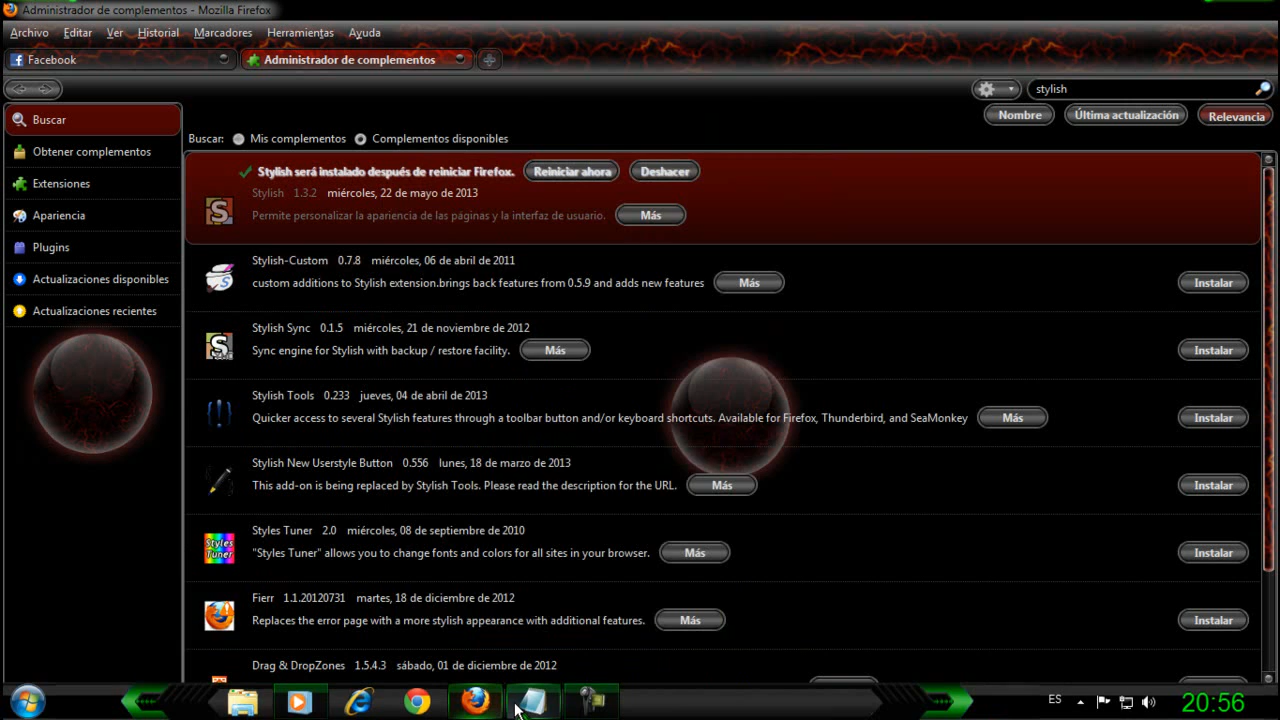 Administrador de complementos - Mozilla Firefox
Archivo Editar Ver Historial Marcadores Herramientas Ayuda
Facebook Administrador de complementos
stylish
Nombre Última actualización Relevancia
Buscar
Obtener complementos
Extensiones
Apariencia
Plugins
Actualizaciones disponibles
Actualizaciones recientes
Buscar: Mis complementos Complementos disponibles
Stylish será instalado después de reiniciar Firefox. Reiniciar ahora Deshacer
Stylish 1.3.2 miércoles, 22 de mayo de 2013
Permite personalizar la apariencia de las páginas y la interfaz de usuario. Más
Stylish-Custom 0.7.8 miércoles, 06 de abril de 2011
custom additions to Stylish extension.brings back features from 0.5.9 and adds new features Más Instalar
Stylish Sync 0.1.5 miércoles, 21 de noviembre de 2012
Sync engine for Stylish with backup / restore facility. Más Instalar
Stylish Tools 0.233 jueves, 04 de abril de 2013
Quicker access to several Stylish features through a toolbar button and/or keyboard shortcuts. Available for Firefox, Thunderbird, and SeaMonkey Más Instalar
Stylish New Userstyle Button 0.556 lunes, 18 de marzo de 2013
This add-on is being replaced by Stylish Tools. Please read the description for the URL. Más Instalar
Styles Tuner
Styles Tuner 2.0 miércoles, 08 de septiembre de 2010
"Styles Tuner" allows you to change fonts and colors for all sites in your browser. Más Instalar
Fierr 1.1.20120731 martes, 18 de diciembre de 2012
Replaces the error page with a more stylish appearance with additional features. Más Instalar
Drag & DropZones 1.5.4.3 sábado, 01 de diciembre de 2012
ES 20:56